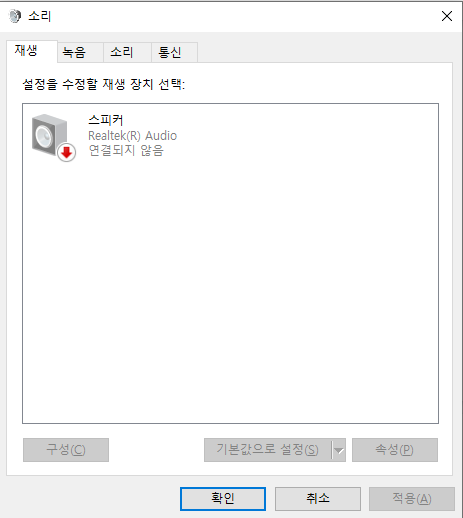 소리
재생 녹음 소리 통신
설정을 수정할 재생 장치 선택:
스피커
Realtek(R) Audio
연결되지 않음
구성(C) 기본값으로 설정(S) 속성(P)
확인 취소 적용(A)